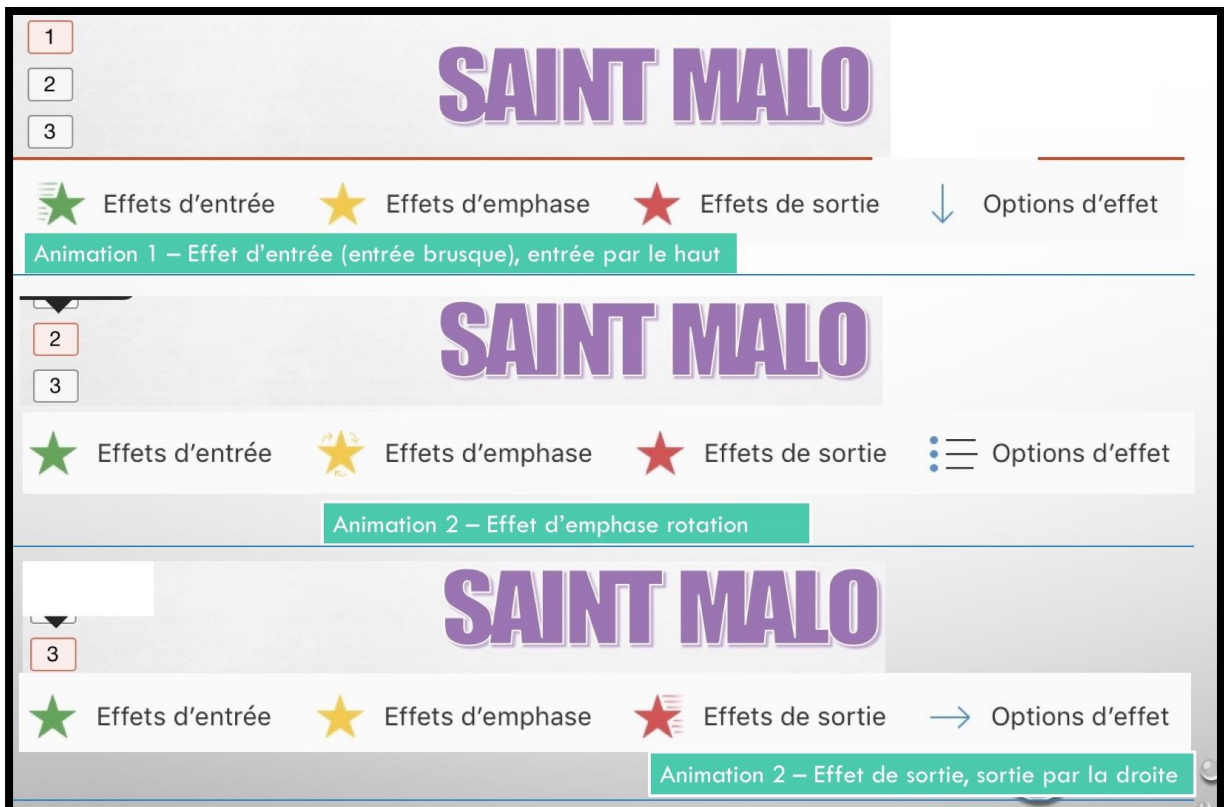 1
SAINT MALO
2
3
Effets d'entrée Effets d'emphase Effets de sortie Options d'effet
Animation 1 – Effet d'entrée (entrée brusque), entrée par le haut
SAINT MALO
2
3
Effets d'entrée Effets d'emphase Effets de sortie Options d'effet
Animation 2 – Effet d'emphase rotation
SAINT MALO
3
Effets d'entrée Effets d'emphase Effets de sortie Options d'effet
Animation 2 – Effet de sortie, sortie par la droite